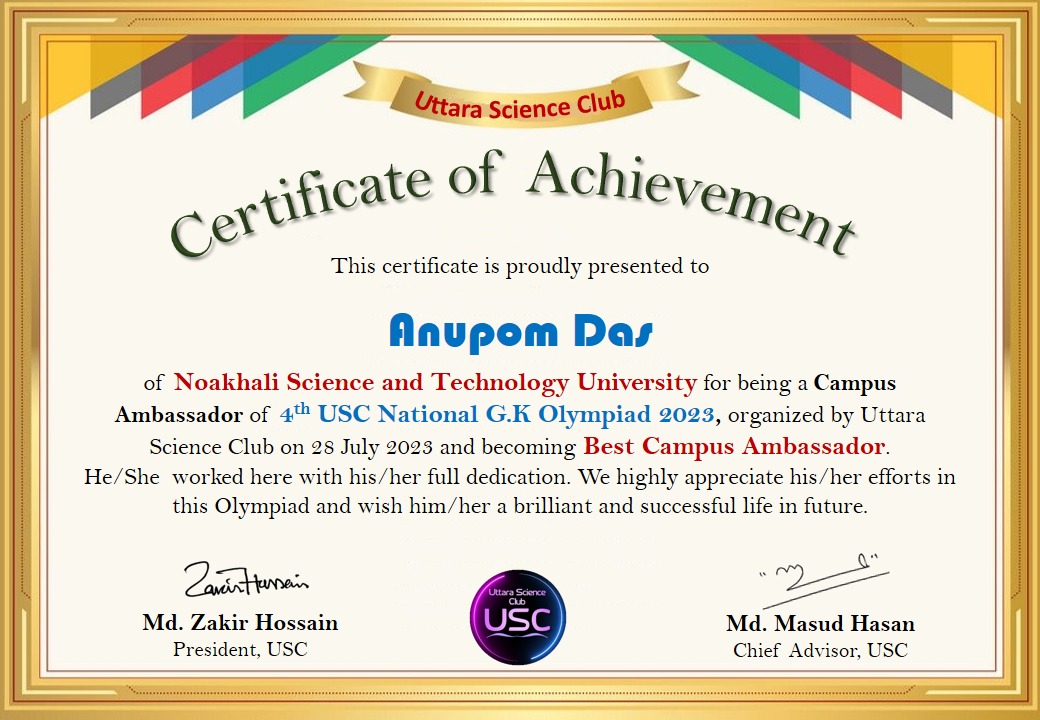 Uttara Science Club
Certificate of Achievement
This certificate is proudly presented to
Anupom Das
of Noakhali Science and Technology University for being a Campus
Ambassador of 4th USC National G.K Olympiad 2023, organized by Uttara
Science Club on 28 July 2023 and becoming Best Campus Ambassador.
He/She worked here with his/her full dedication. We highly appreciate his/her efforts in
this Olympiad and wish him/her a brilliant and successful life in future.
Zakir Hussein
Md. Zakir Hossain
President, USC
Uttara Science
Club
USC
Md. Masud Hasan
Chief Advisor, USC